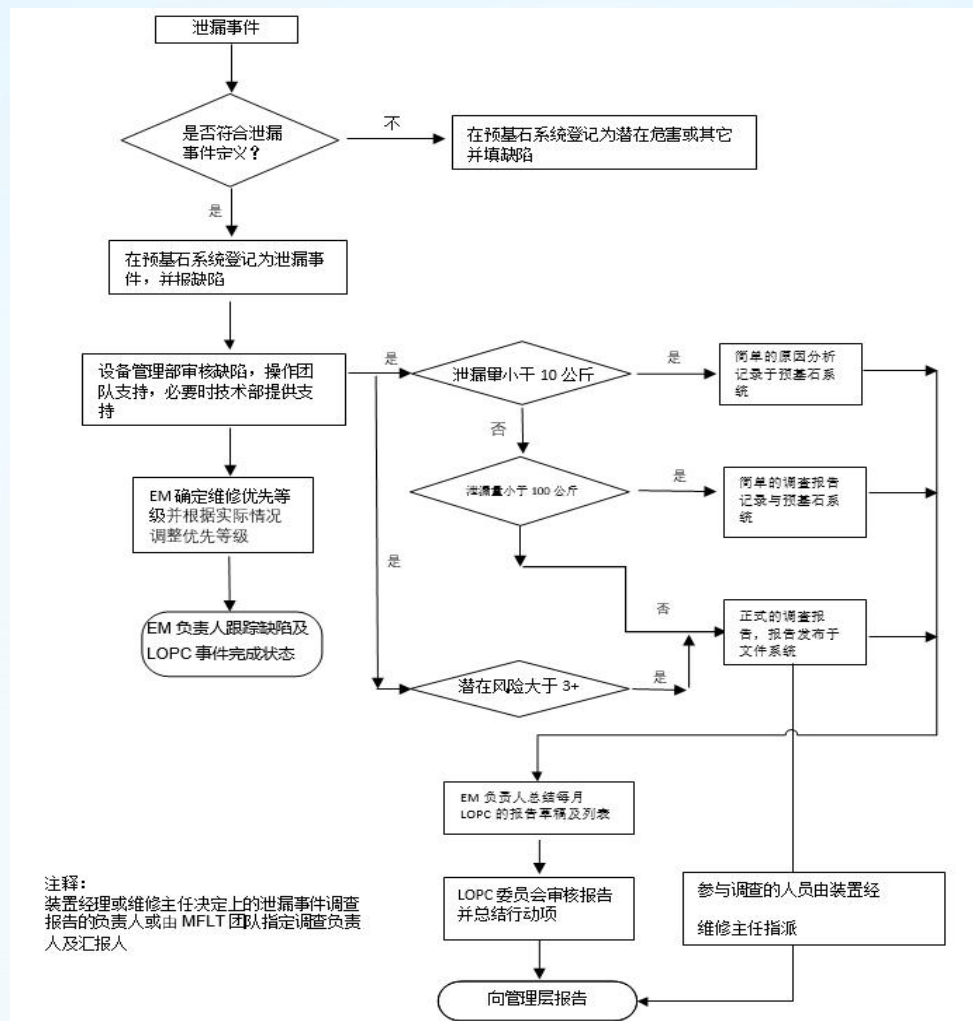 泄漏事件
是否符合泄漏
事件定义？
不
在预基石系统登记为潜在危害或其它
并填缺陷
是
在预基石系统登记为泄漏事
件，并报缺陷
设备管理部审核缺陷，操作团
队支持，必要时技术部提供支
持
是
泄漏量小于 10 公斤
是
简单的原因分析
记录于预基石系
统
否
EM 确定维修优先等
级并根据实际情况
调整优先等级
泄漏量小于 100 公斤
是
简单的调查报告
记录与预基石系
统
是
否
EM 负责人跟踪缺陷及
LOPC 事件完成状态
正式的调查报
告，报告发布于
文件系统
潜在风险大于 3+
是
EM 负责人总结每月
LOPC 的报告草稿及列表
注释：
装置经理或维修主任决定上的泄漏事件调查
报告的负责人或由 MFLT 团队指定调查负责
人及汇报人
LOPC 委员会审核报告
并总结行动项
参与调查的人员由装置经
维修主任指派
向管理层报告